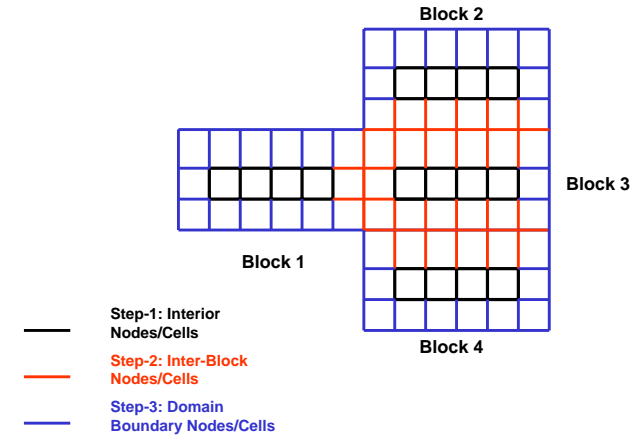 Block 2
Block 3
Block 1
Block 4
Step-1: Interior
Nodes/Cells
Step-2: Inter-Block
Nodes/Cells
Step-3: Domain
Boundary Nodes/Cells